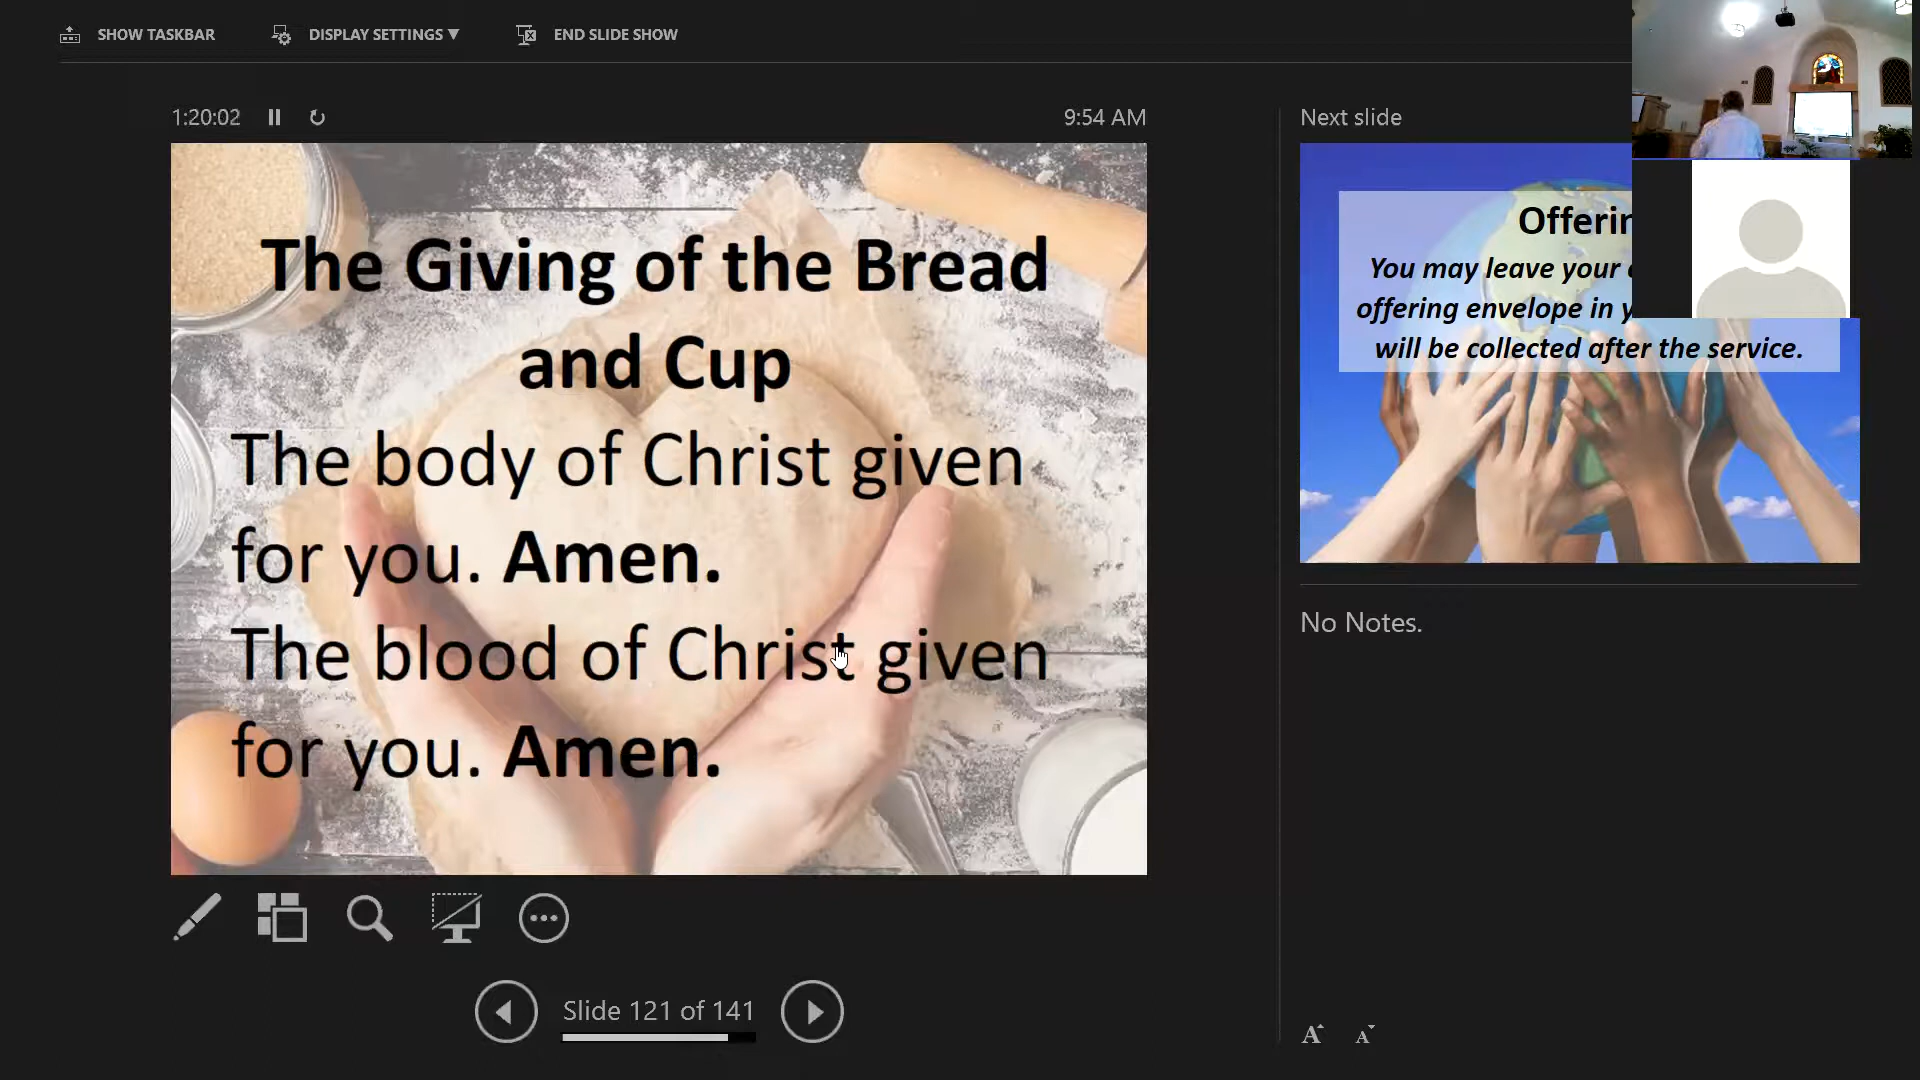 SHOW TASKBAR
DISPLAY SETTINGS ▼
END SLIDE SHOW
1:20:02
9:54 AM
The Giving of the Bread
and Cup
The body of Christ given
for you. Amen.
The blood of Christ given
for you. Amen.
Slide 121 of 141
Next slide
You may leave your
offering envelope in
will be collected after the service.
No Notes.
A
A